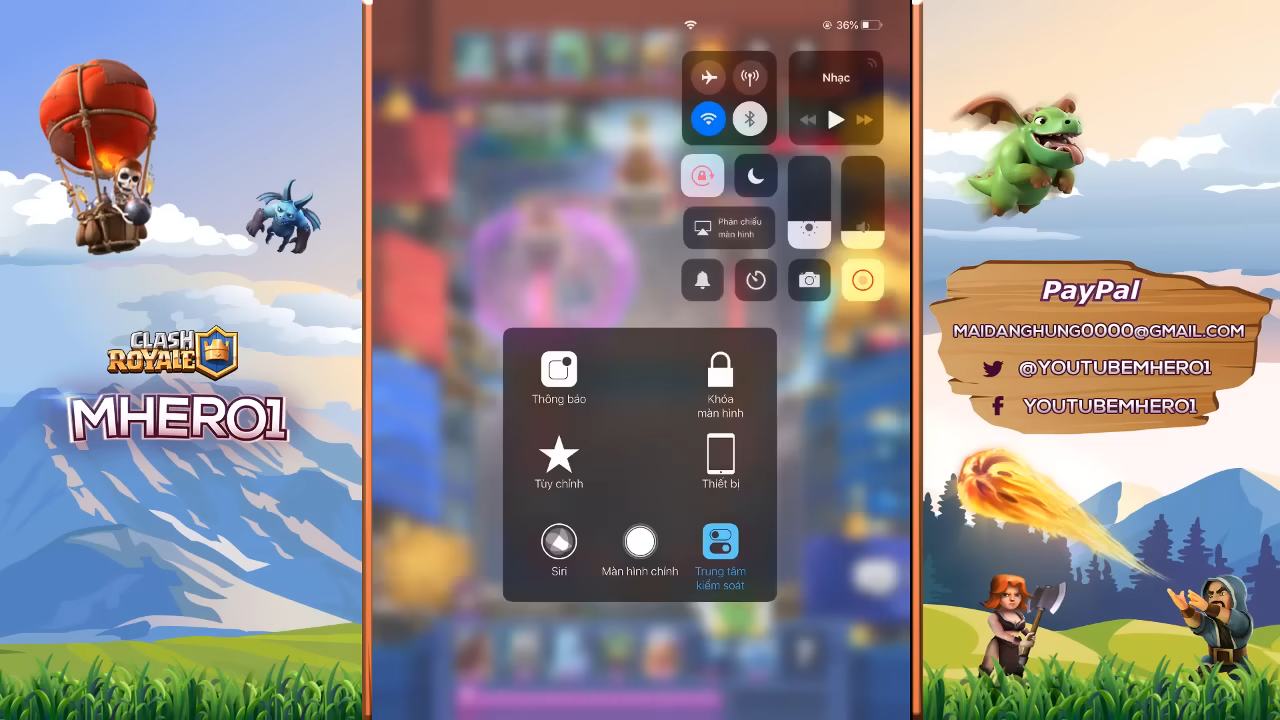 36%
Nhạc
Phản chiếu
màn hình
Thông báo
Khóa
màn hình
Tùy chỉnh
Thiết bị
Siri
Màn hình chính
Trung tâm
kiểm soát
CLASH
ROYALE
MHERO1
PayPal
MAIDANGHUNG0000@GMAIL.COM
@YOUTUBEMHERO1
YOUTUBEMHERO1